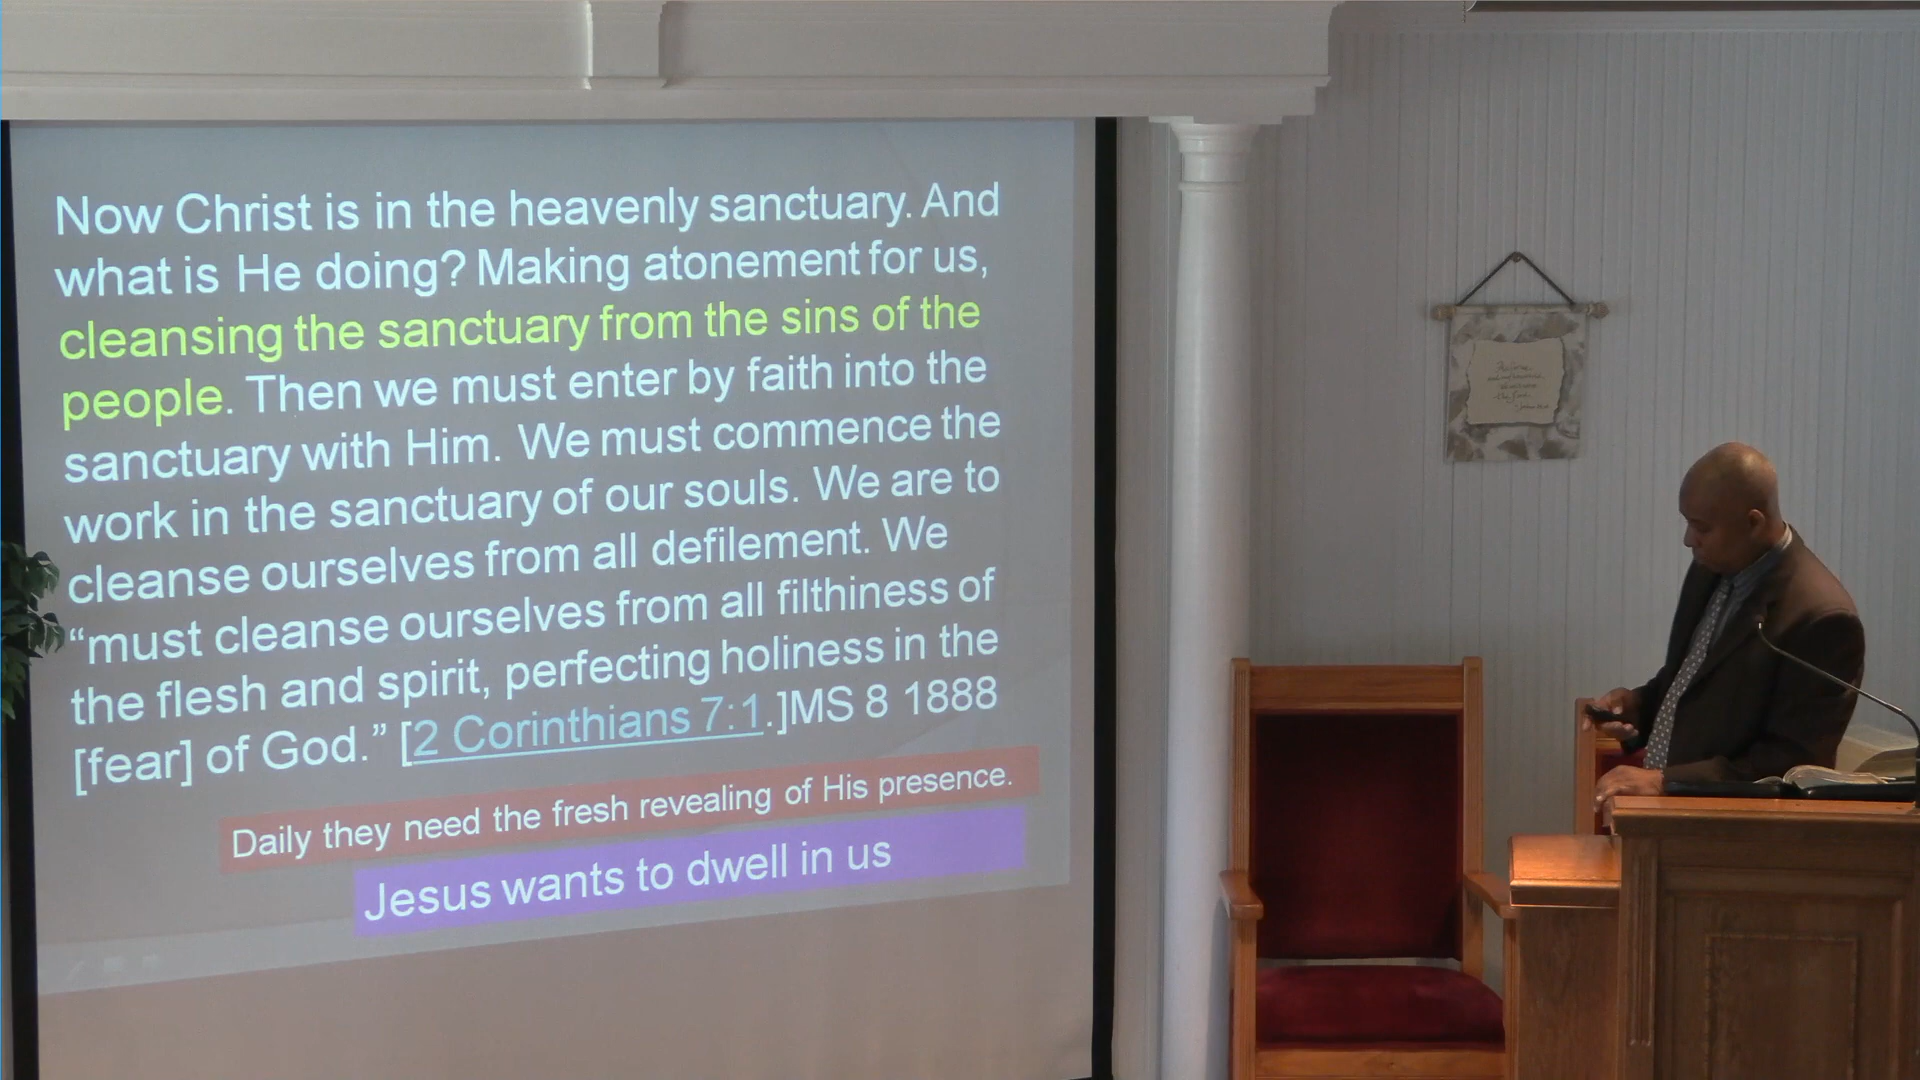 Now Christ is in the heavenly sanctuary. And
what is He doing? Making atonement for us,
cleansing the sanctuary from the sins of the
people. Then we must enter by faith into the
sanctuary with Him. We must commence the
work in the sanctuary of our souls. We are to
cleanse ourselves from all defilement. We
“must cleanse ourselves from all filthiness of
the flesh and spirit, perfecting holiness in the
[fear] of God.” [2 Corinthians 7:1.]MS 8 1888
Daily they need the fresh revealing of His presence.
Jesus wants to dwell in us